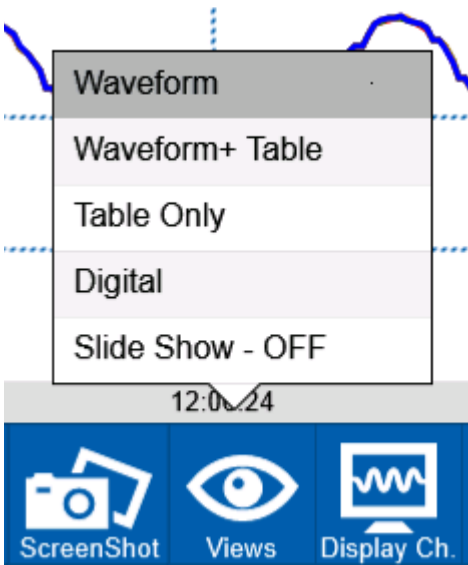 Waveform
Waveform+ Table
Table Only
Digital
Slide Show - OFF
ScreenShot
Views
Display Ch.